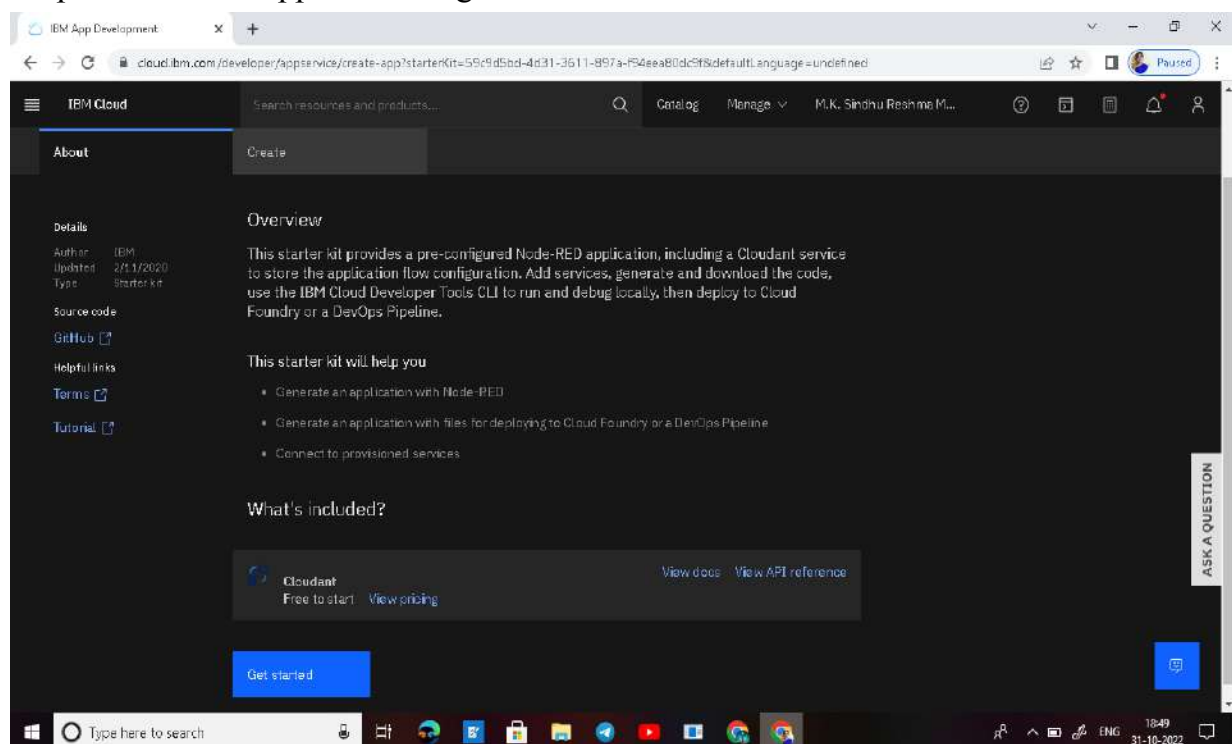 IBM App Development
cloud.ibm.com/developer/appservice/create-app?starterKit=59c9d5bd-4d31-3611-897a-f94eea80dc9f&defaultLanguage=undefined
Paused
IBM Cloud
Search resources and products...
Catalog
Manage
M.K. Sindhu Reshma M...
About
Create
Details
Author IBM
Updated 2/11/2020
Type Starter kit
Source code
GitHub
Helpful links
Terms
Tutorial
Overview
This starter kit provides a pre-configured Node-RED application, including a Cloudant service
to store the application flow configuration. Add services, generate and download the code,
use the IBM Cloud Developer Tools CLI to run and debug locally, then deploy to Cloud
Foundry or a DevOps Pipeline.
This starter kit will help you
• Generate an application with Node-RED
• Generate an application with files for deploying to Cloud Foundry or a DevOps Pipeline
• Connect to provisioned services
What's included?
Cloudant
Free to start View pricing
View docs View API reference
Get started
ASK A QUESTION
Type here to search
ENG
18:49
31-10-2022